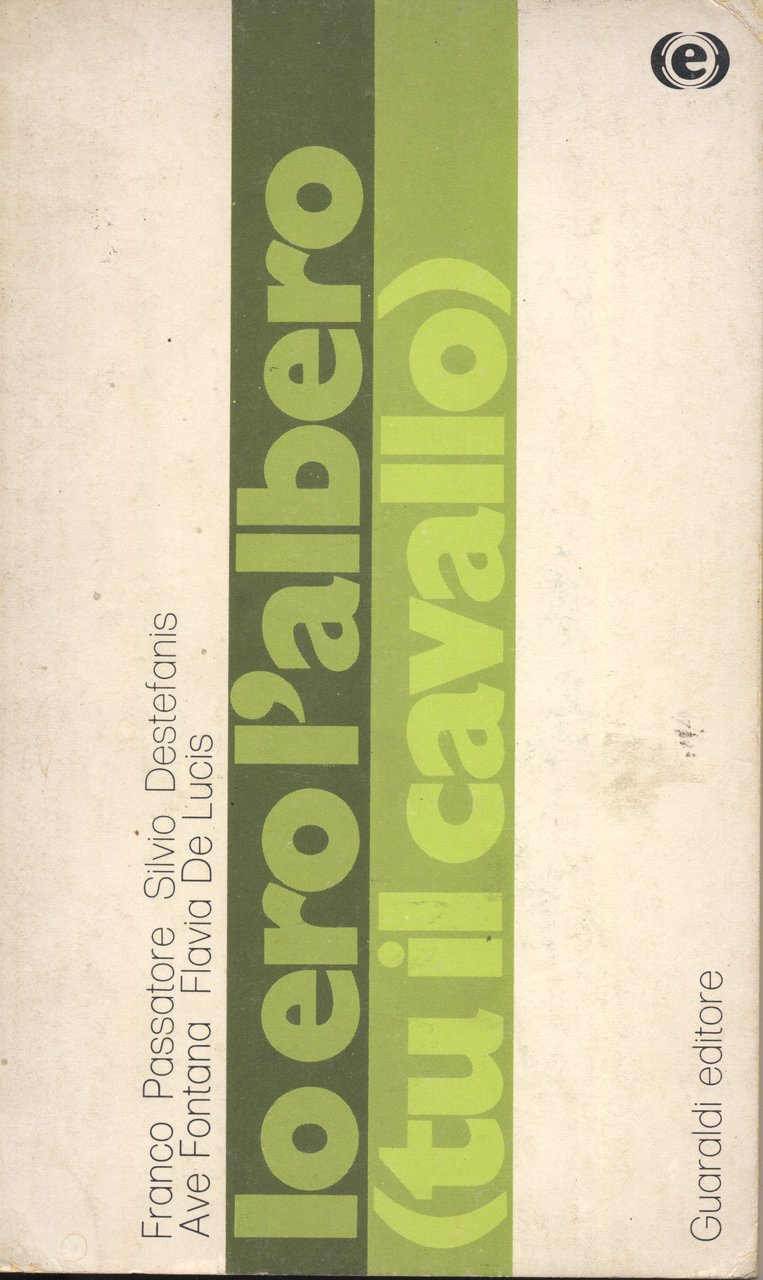 Franco Passatore Silvio Destefanis
Ave Fontana Flavia De Lucis
Io ero l'albero
(tu il cavallo)
Guaraldi editore
e